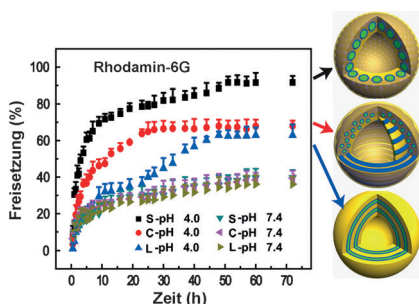 Rhodamin-6G
Freisetzung (%)
100
80
60
40
20
0
S-pH 4.0 S-pH 7.4
C-pH 4.0 C-pH 7.4
L-pH 4.0 L-pH 7.4
0 10 20 30 40 50 60 70 80
Zeit (h)